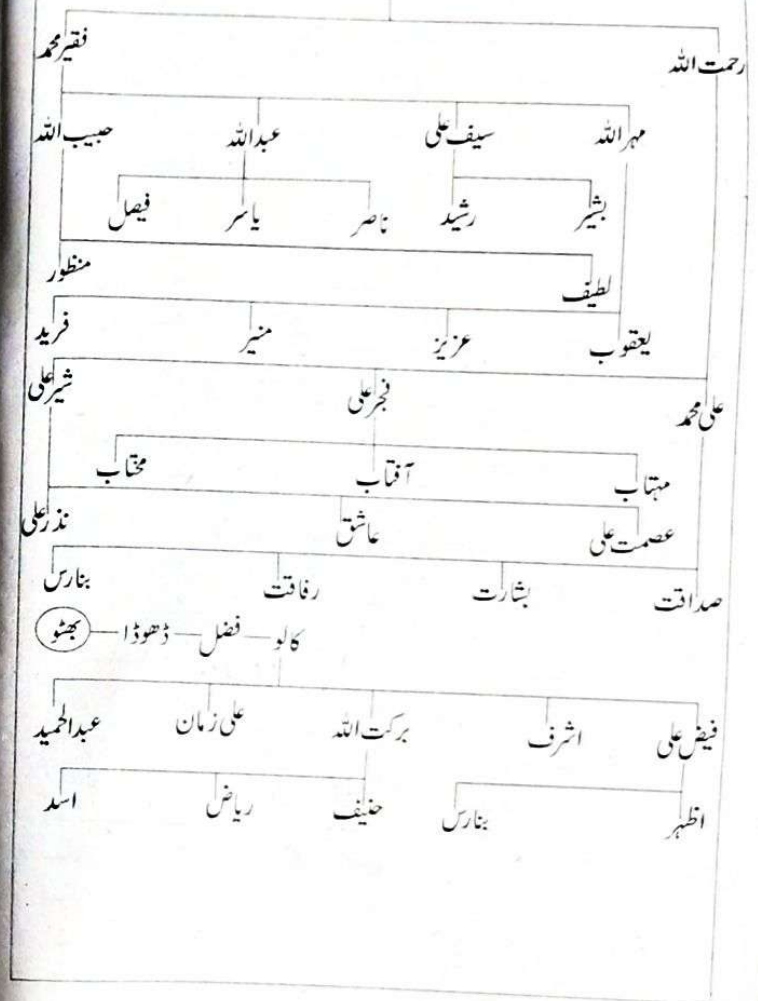 رحمت اللہ فقیر محمد
مہر اللہ سیف علی عبداللہ حبیب اللہ
بشیر رشید ناصر یاسر فیصل
لطیف منظور
یعقوب عزیز منیر فرید
علی محمد فجر علی شیر علی
مہتاب آفتاب مختاب
عصمت علی عاشق نذر علی
صداقت بشارت رفاقت بنارس
کالو فضل ڈھوڈا بھٹو
فیض علی اشرف برکت اللہ علی زمان عبدالحمید
اظہر بنارس حنیف ریاض اسد